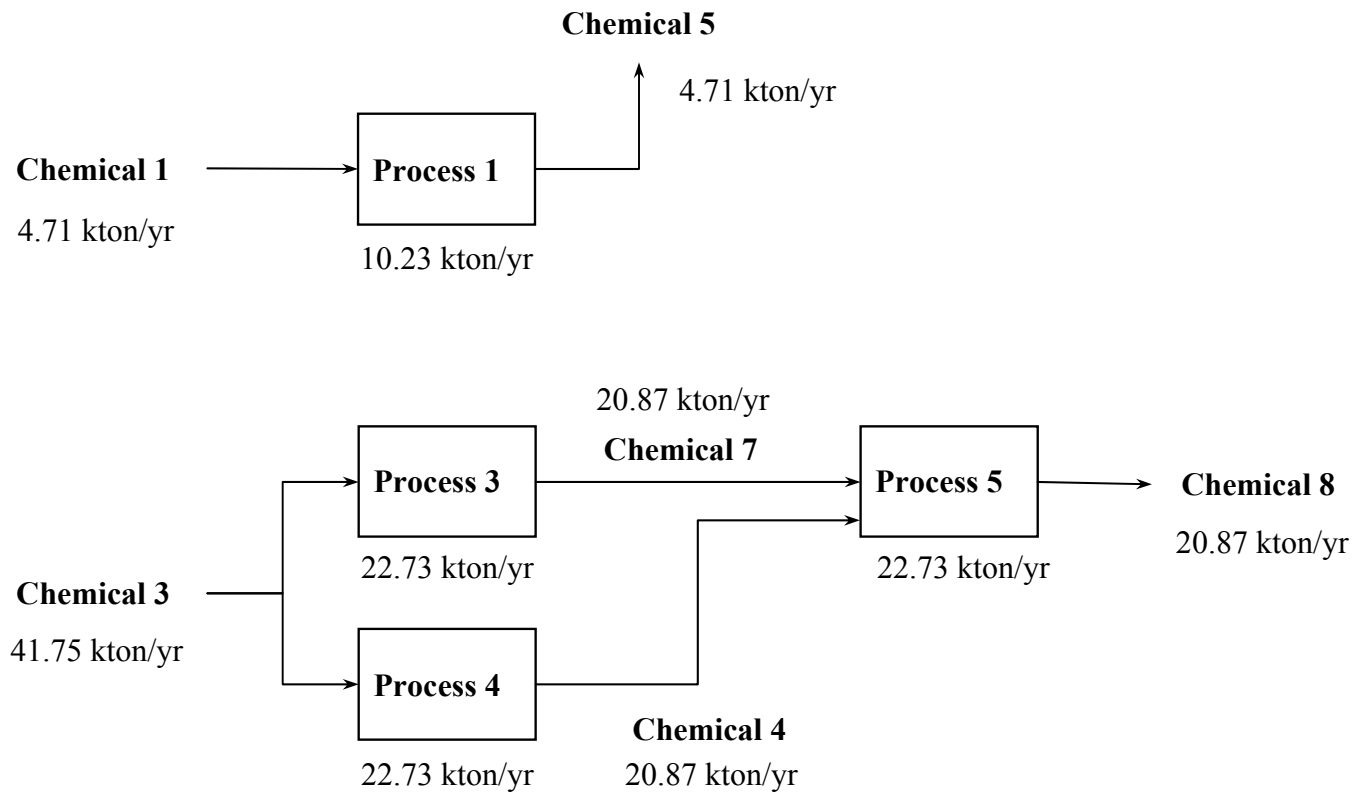 Chemical 5
4.71 kton/yr
Chemical 1
Process 1
4.71 kton/yr
10.23 kton/yr
20.87 kton/yr
Chemical 7
Process 3
Process 5
Chemical 8
20.87 kton/yr
22.73 kton/yr
22.73 kton/yr
Chemical 3
41.75 kton/yr
Process 4
Chemical 4
22.73 kton/yr
20.87 kton/yr